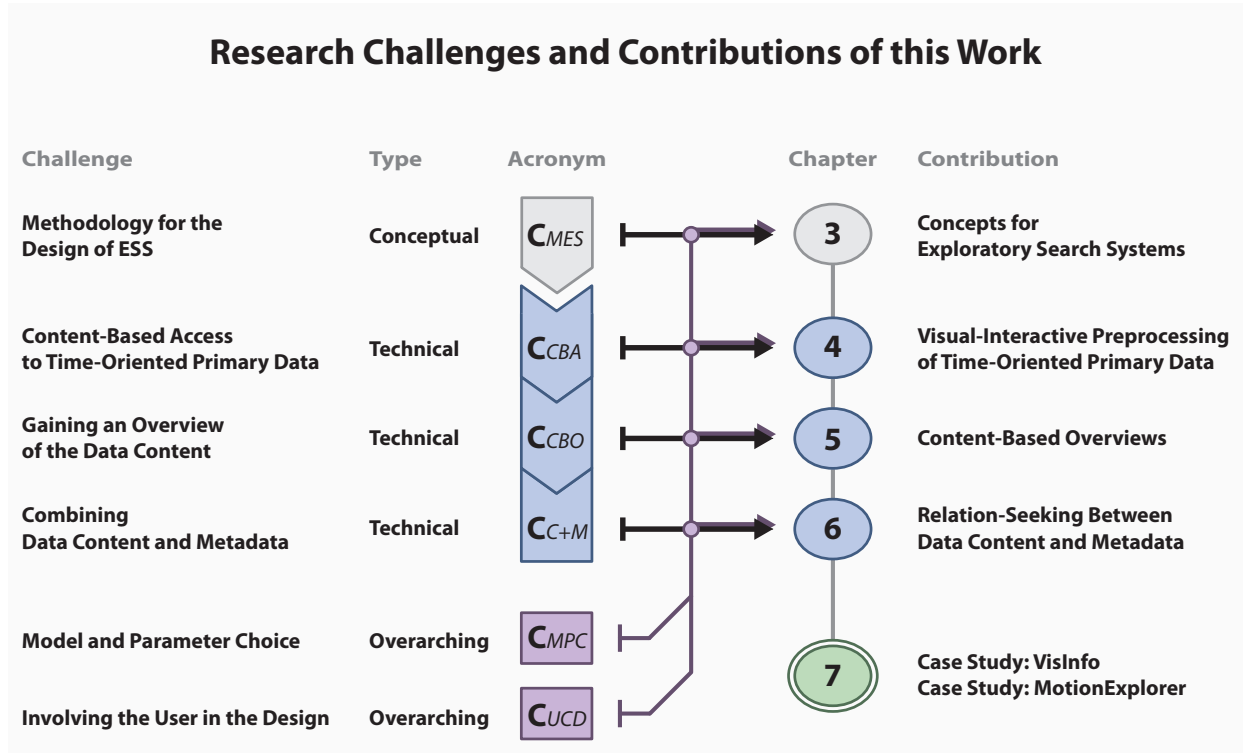 Research Challenges and Contributions of this Work
Challenge Type Acronym Chapter Contribution
Methodology for the
Design of ESS
Conceptual
CMES
3
Concepts for
Exploratory Search Systems
Content-Based Access
to Time-Oriented Primary Data
Technical
CCBA
4
Visual-Interactive Preprocessing
of Time-Oriented Primary Data
Gaining an Overview
of the Data Content
Technical
CCBO
5
Content-Based Overviews
Combining
Data Content and Metadata
Technical
CC+M
6
Relation-Seeking Between
Data Content and Metadata
Model and Parameter Choice
Overarching
CMPC
7
Case Study: VisInfo
Case Study: MotionExplorer
Involving the User in the Design
Overarching
CUCD